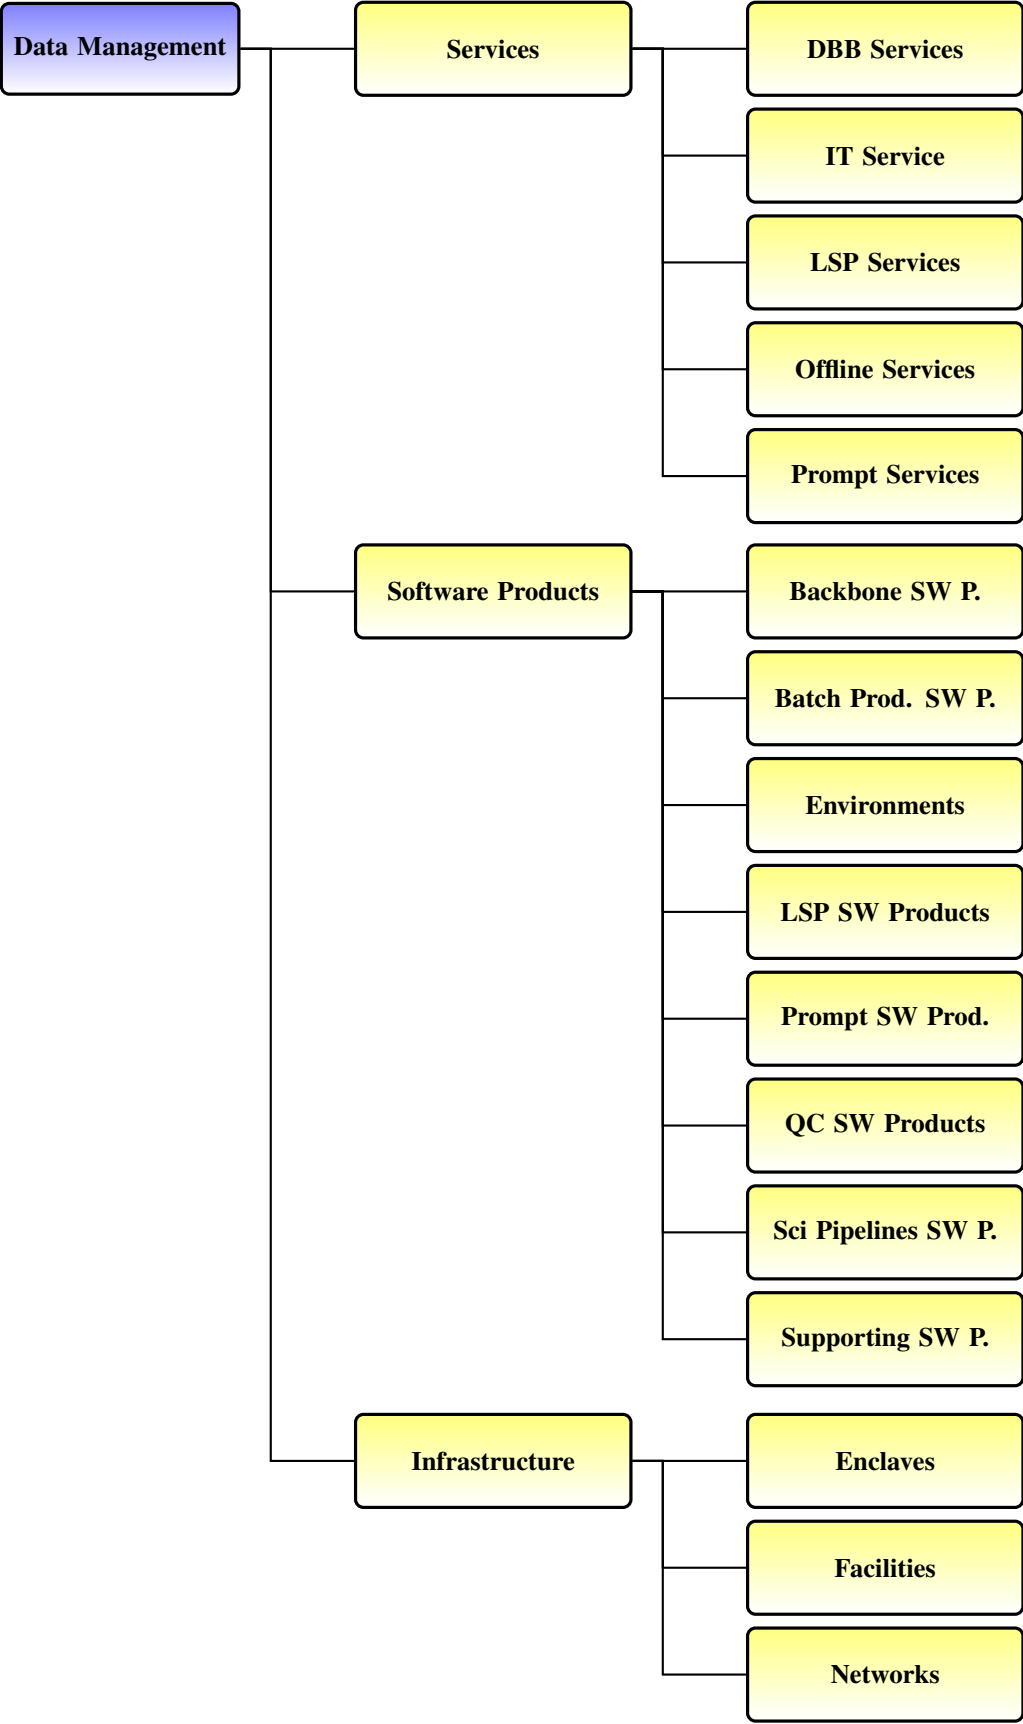 Data Management
Services
DBB Services
IT Service
LSP Services
Offline Services
Prompt Services
Software Products
Backbone SW P.
Batch Prod. SW P.
Environments
LSP SW Products
Prompt SW Prod.
QC SW Products
Sci Pipelines SW P.
Supporting SW P.
Infrastructure
Enclaves
Facilities
Networks